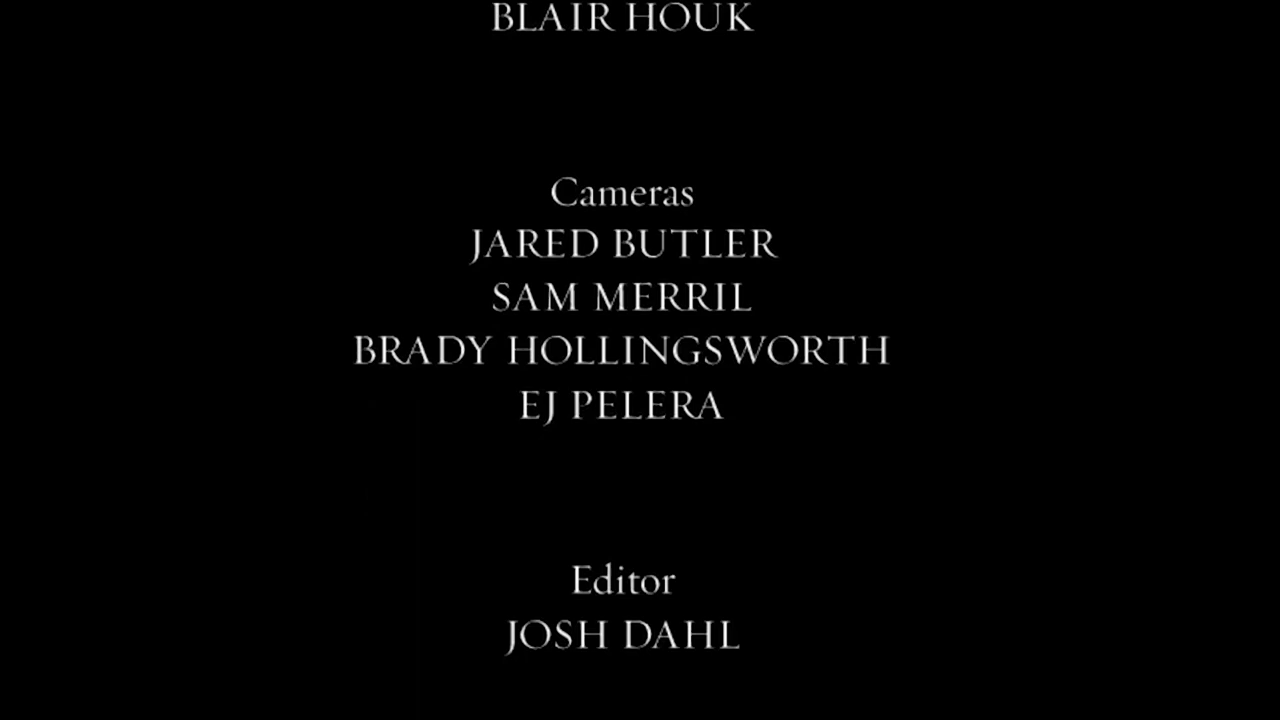 BLAIR HOUK
Cameras
JARED BUTLER
SAM MERRIL
BRADY HOLLINGSWORTH
EJ PELERA
Editor
JOSH DAHL